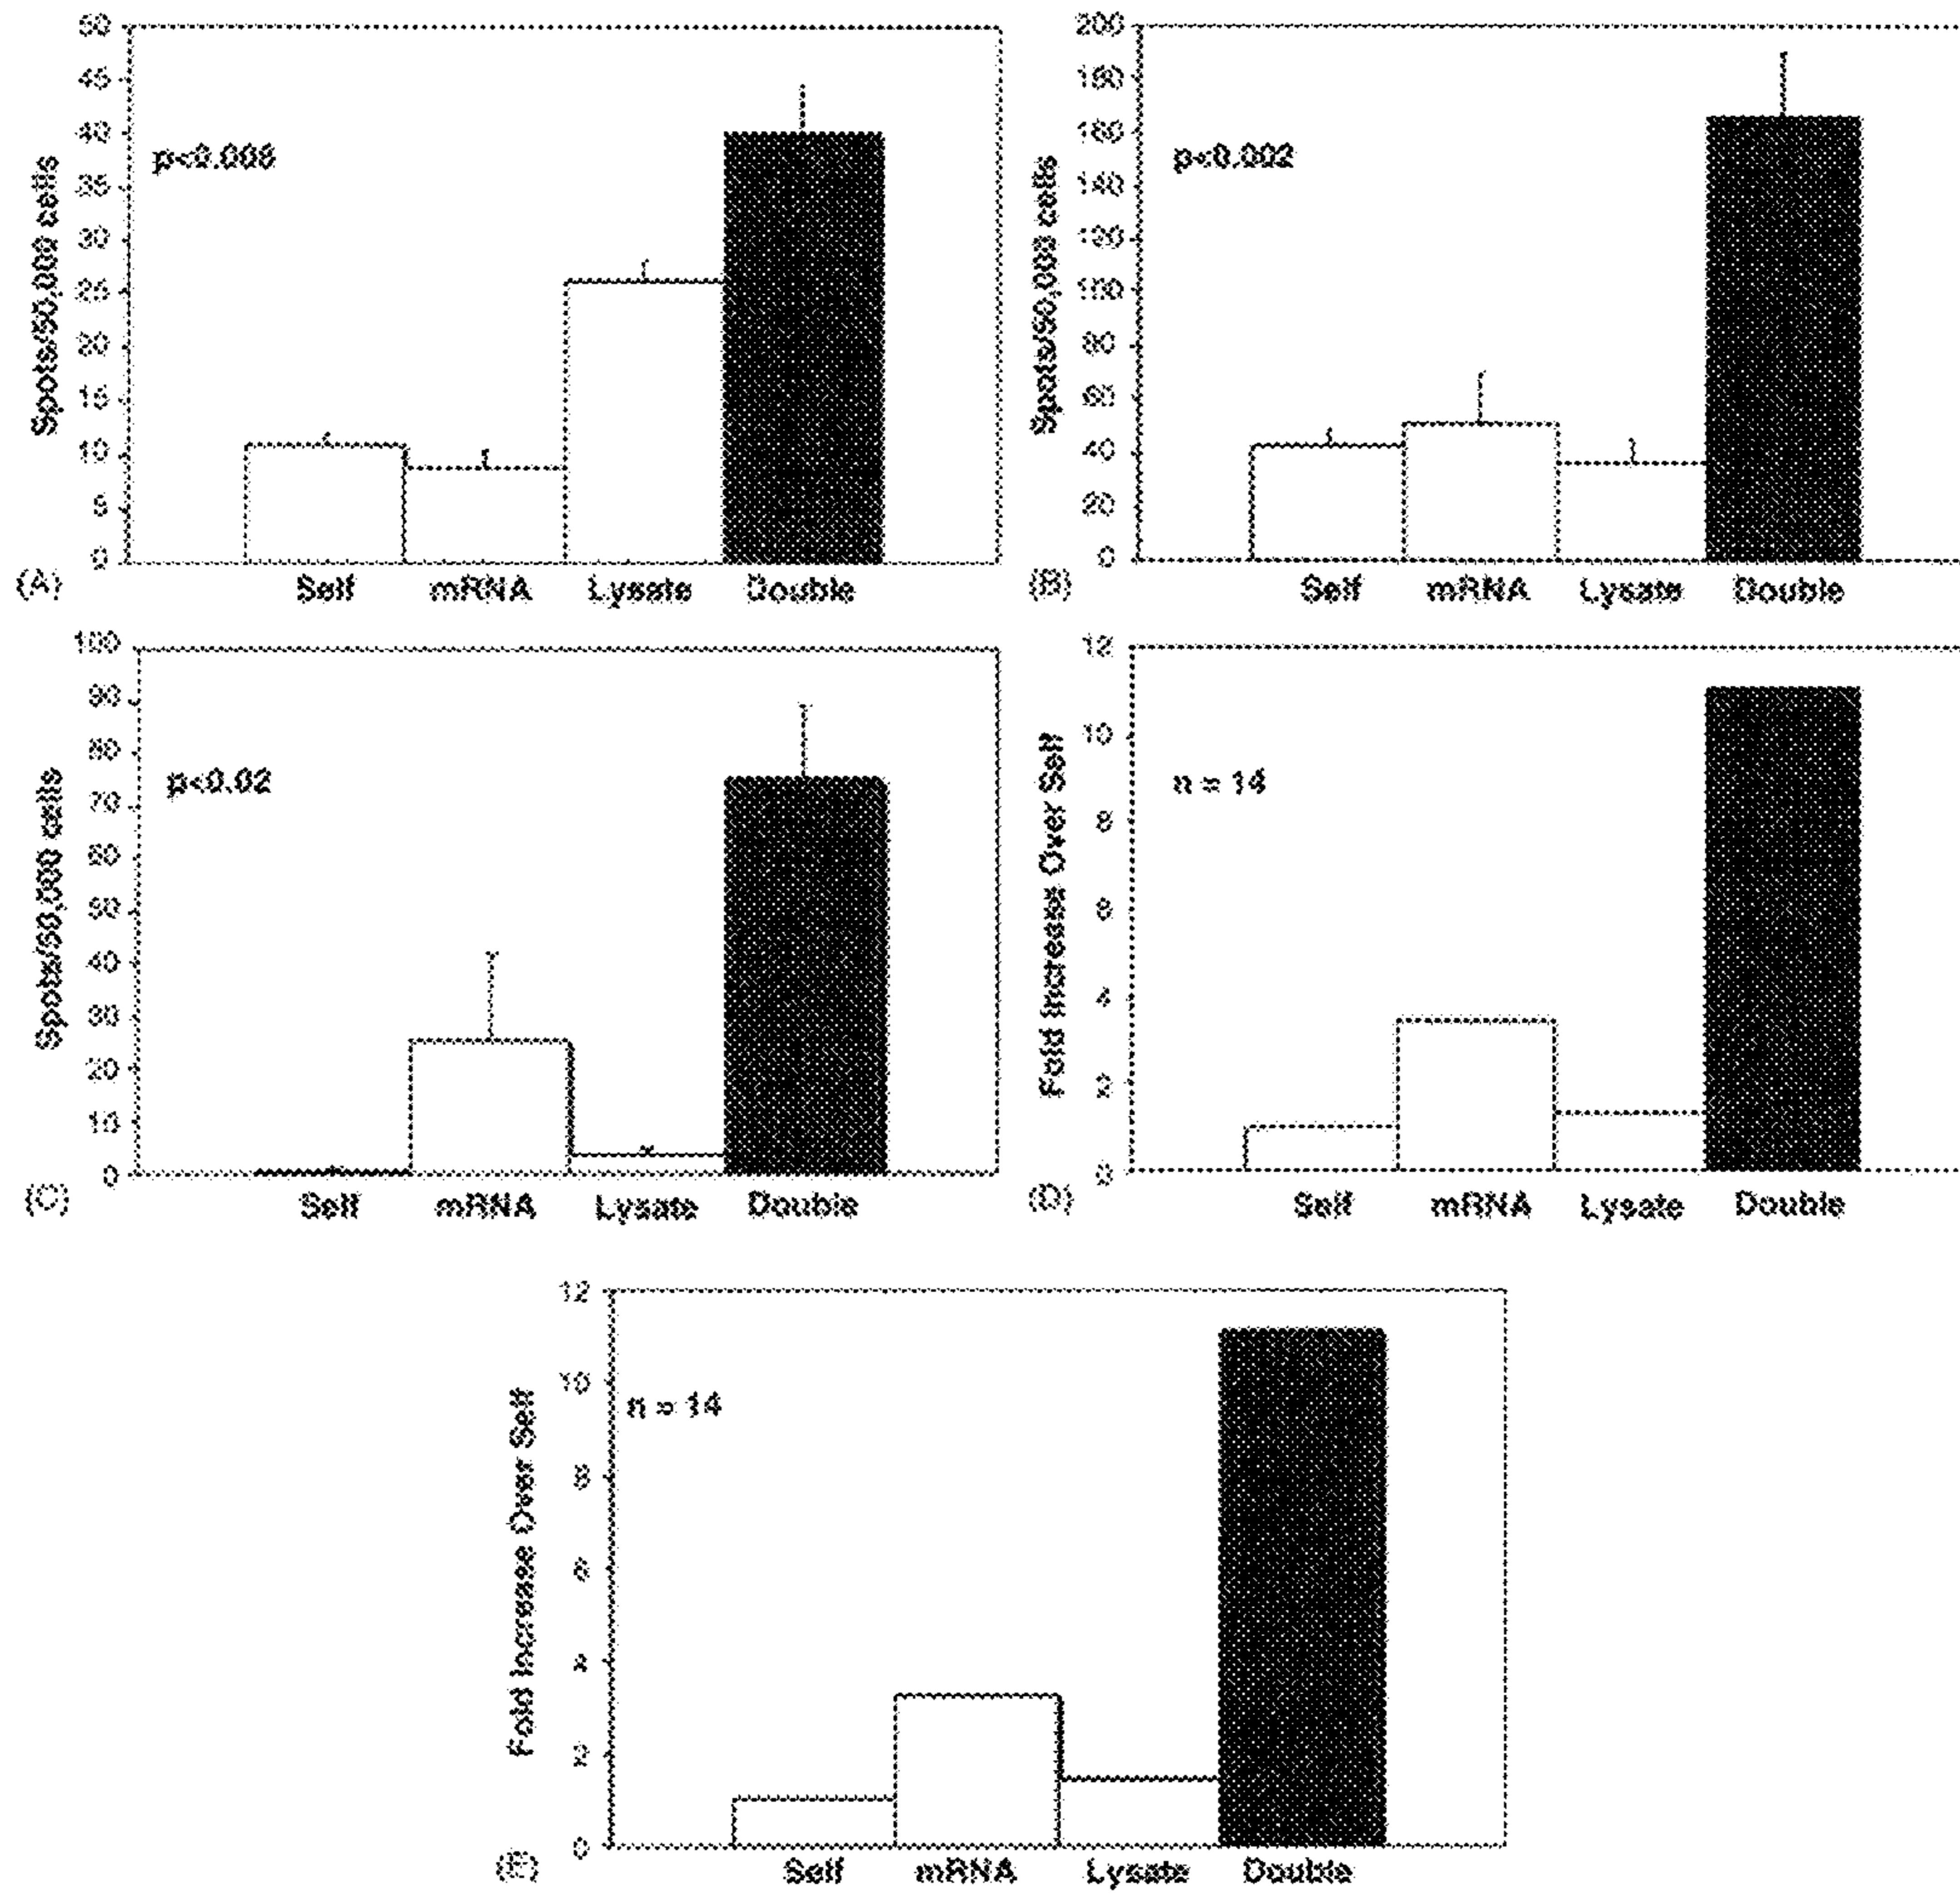 50
45
40
35
30
25
20
15
10
5
0
Spots/50,000 cells
(A)
Self mRNA Lysate Double
200
180
160
140
120
100
80
60
40
20
0
Spots/50,000 cells
p<0.002
(B)
Self mRNA Lysate Double
100
90
80
70
60
50
40
30
20
10
0
Spots/50,000 cells
p<0.02
(C)
Self mRNA Lysate Double
12
10
8
6
4
2
0
Fold Increase Over Self
n = 14
(D)
Self mRNA Lysate Double
12
10
8
6
4
2
0
Fold Increase Over Self
n = 14
(E)
Self mRNA Lysate Double